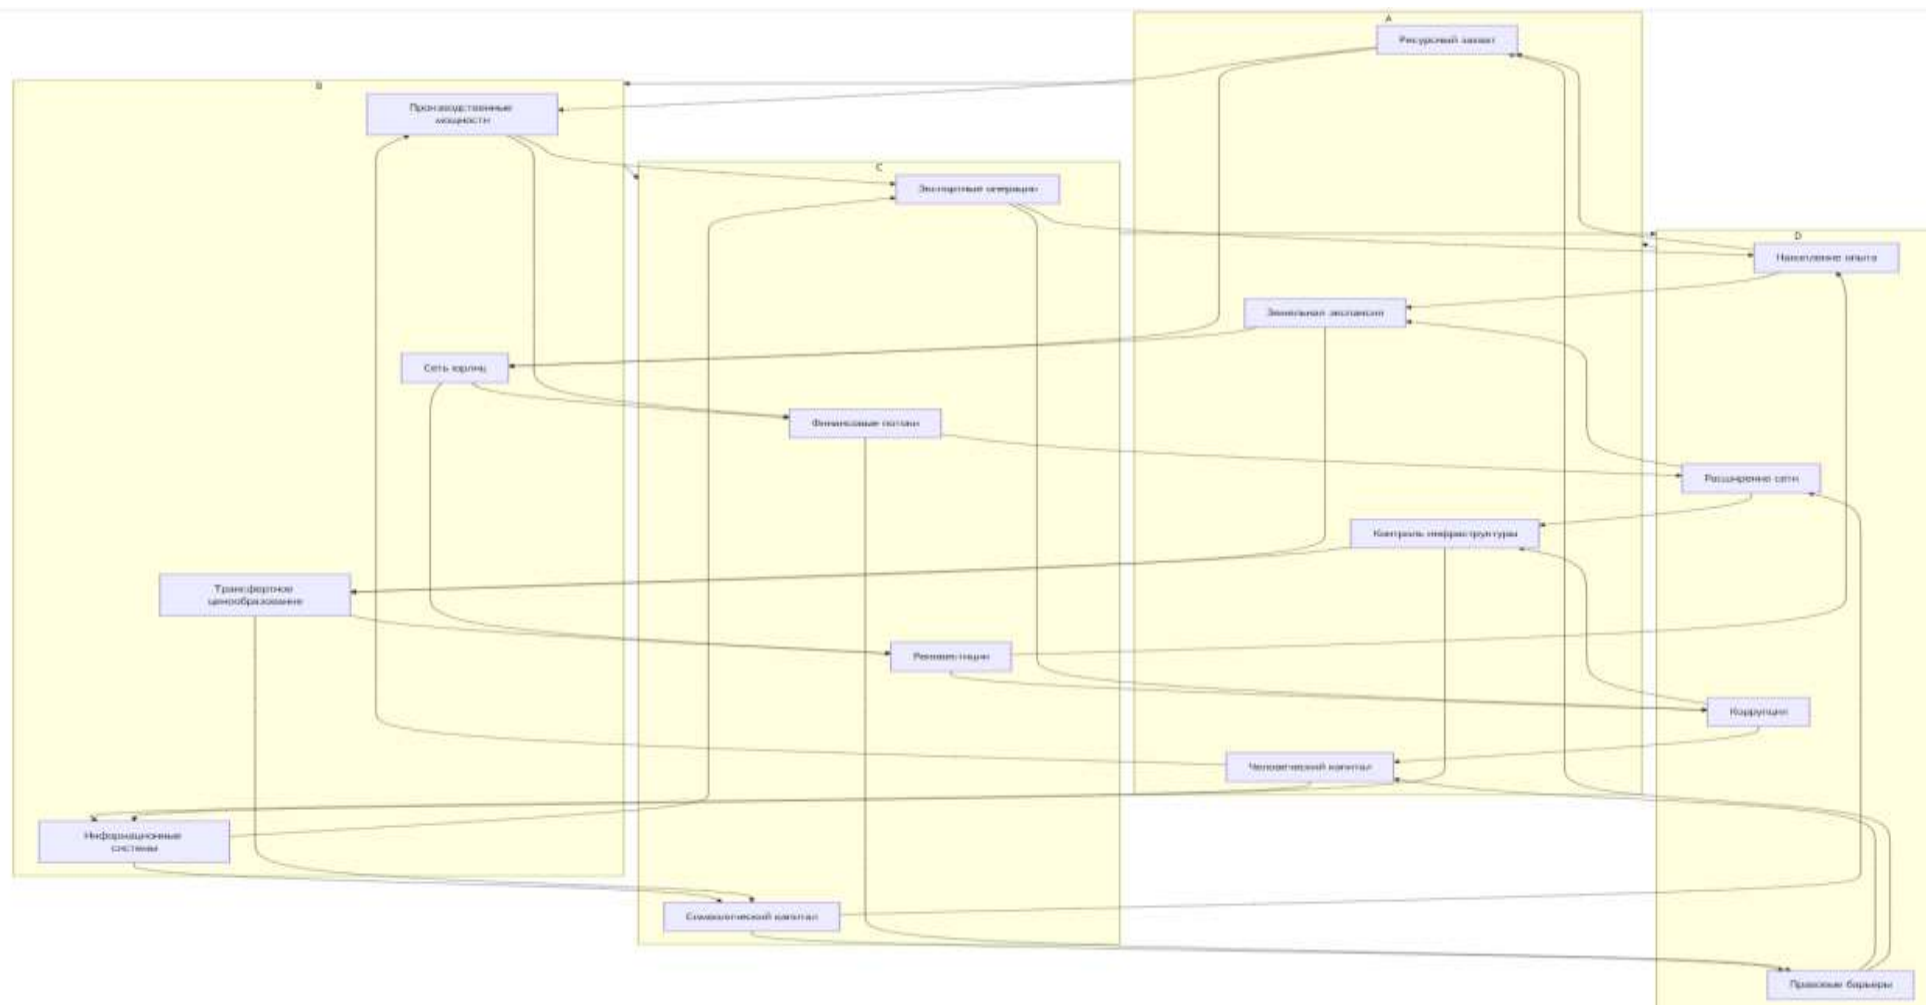 A
Ресурсный захват
B
Производственные
мощности
C
Экспортные операции
D
Накопление опыта
Земельная экспансия
Сеть юрлиц
Финансовые потоки
Расширение сети
Контроль инфраструктуры
Трансфертное
ценообразование
Реинвестиции
Коррупция
Человеческий капитал
Информационные
системы
Символический капитал
Правовые барьеры